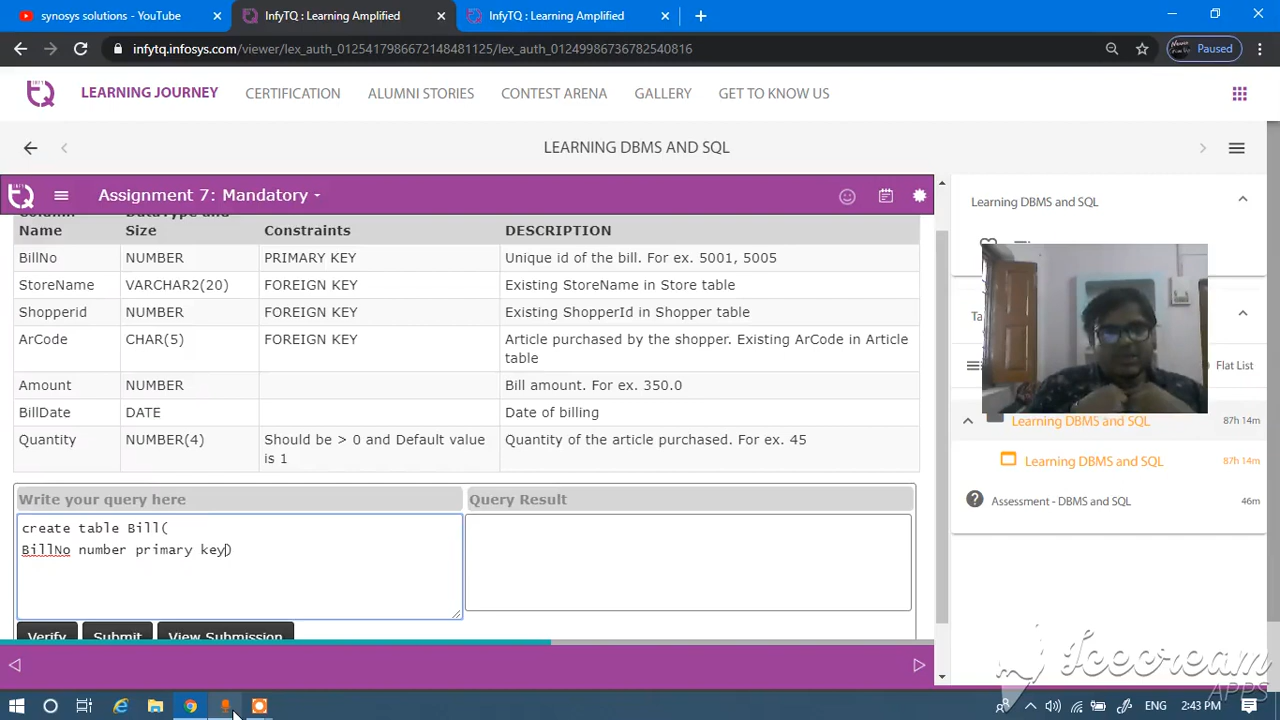 synosys solutions - YouTube
InfyTQ : Learning Amplified
InfyTQ : Learning Amplified
infytq.infosys.com/viewer/lex_auth_012541798667214848​1125/lex_auth_01249986736782540816
Paused
LEARNING JOURNEY
CERTIFICATION
ALUMNI STORIES
CONTEST ARENA
GALLERY
GET TO KNOW US
LEARNING DBMS AND SQL
Assignment 7: Mandatory
Learning DBMS and SQL
Column DataType and
Name Size Constraints DESCRIPTION
BillNo NUMBER PRIMARY KEY Unique id of the bill. For ex. 5001, 5005
StoreName VARCHAR2(20) FOREIGN KEY Existing StoreName in Store table
Shopperid NUMBER FOREIGN KEY Existing ShopperId in Shopper table
ArCode CHAR(5) FOREIGN KEY Article purchased by the shopper. Existing ArCode in Article
table
Amount NUMBER Bill amount. For ex. 350.0
BillDate DATE Date of billing
Quantity NUMBER(4) Should be > 0 and Default value Quantity of the article purchased. For ex. 45
is 1
Flat List
Learning DBMS and SQL 87h 14m
Learning DBMS and SQL 87h 14m
Assessment - DBMS and SQL 46m
Write your query here
Query Result
create table Bill(
BillNo number primary key)
Verify
Submit
View Submission
Icecream
APPS
ENG
2:43 PM